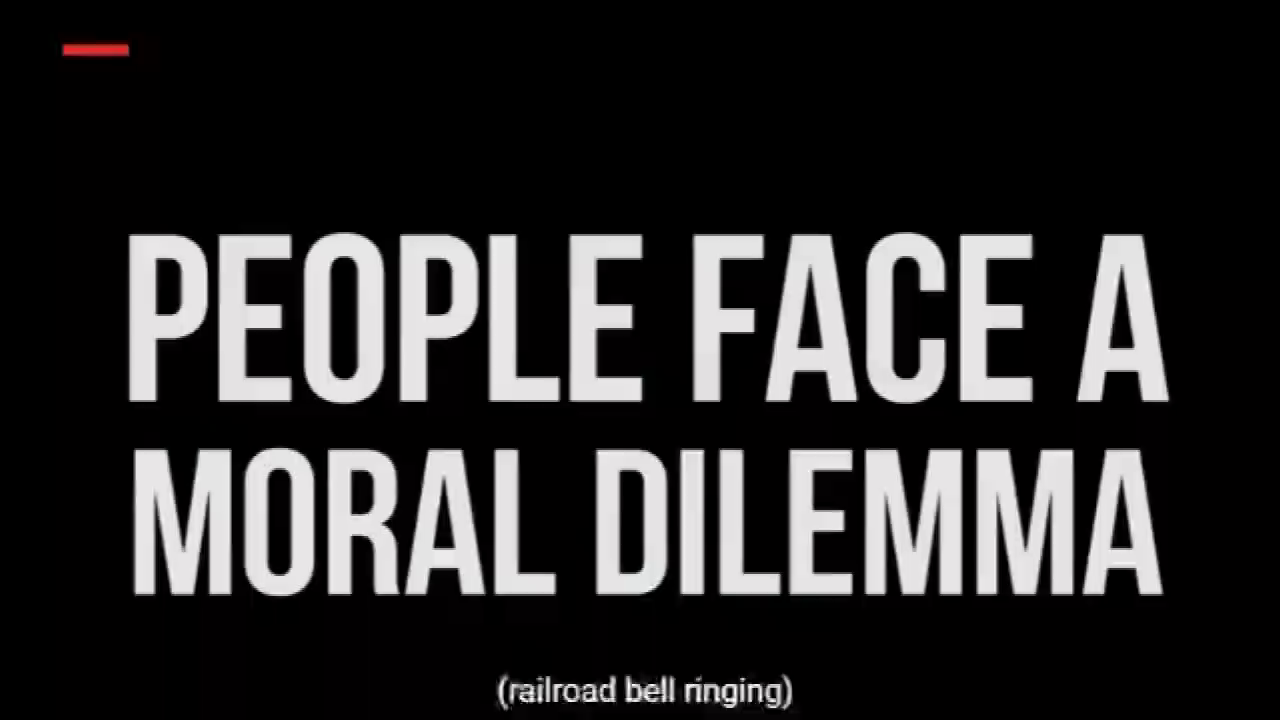 PEOPLE FACE A
MORAL DILEMMA
(railroad bell ringing)